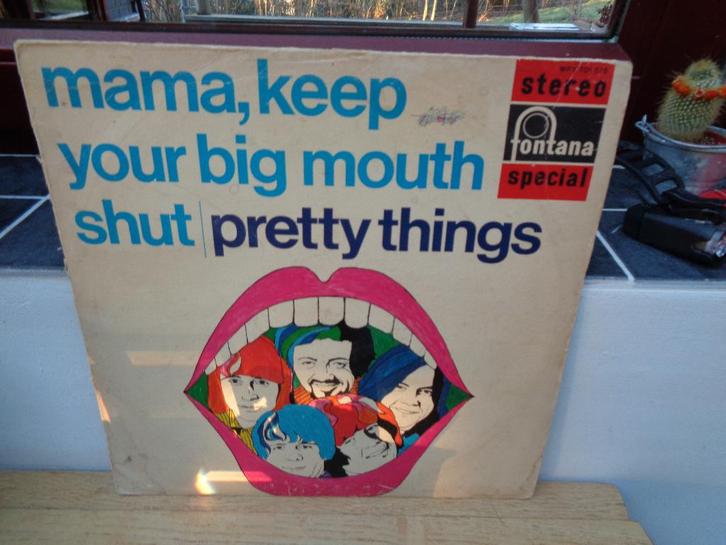 mama, keep
your big mouth
shut | pretty things
stereo
fontana
special